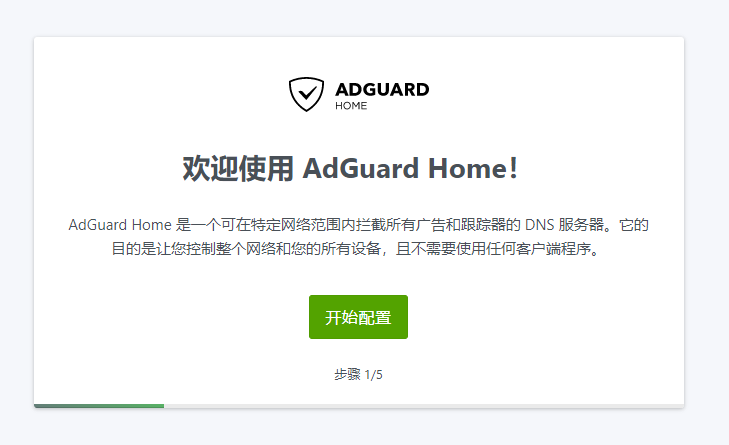 ADGUARD
HOME
欢迎使用 AdGuard Home！
AdGuard Home 是一个可在特定网络范围内拦截所有广告和跟踪器的 DNS 服务器。它的
目的是让您控制整个网络和您的所有设备，且不需要使用任何客户端程序。
开始配置
步骤 1/5